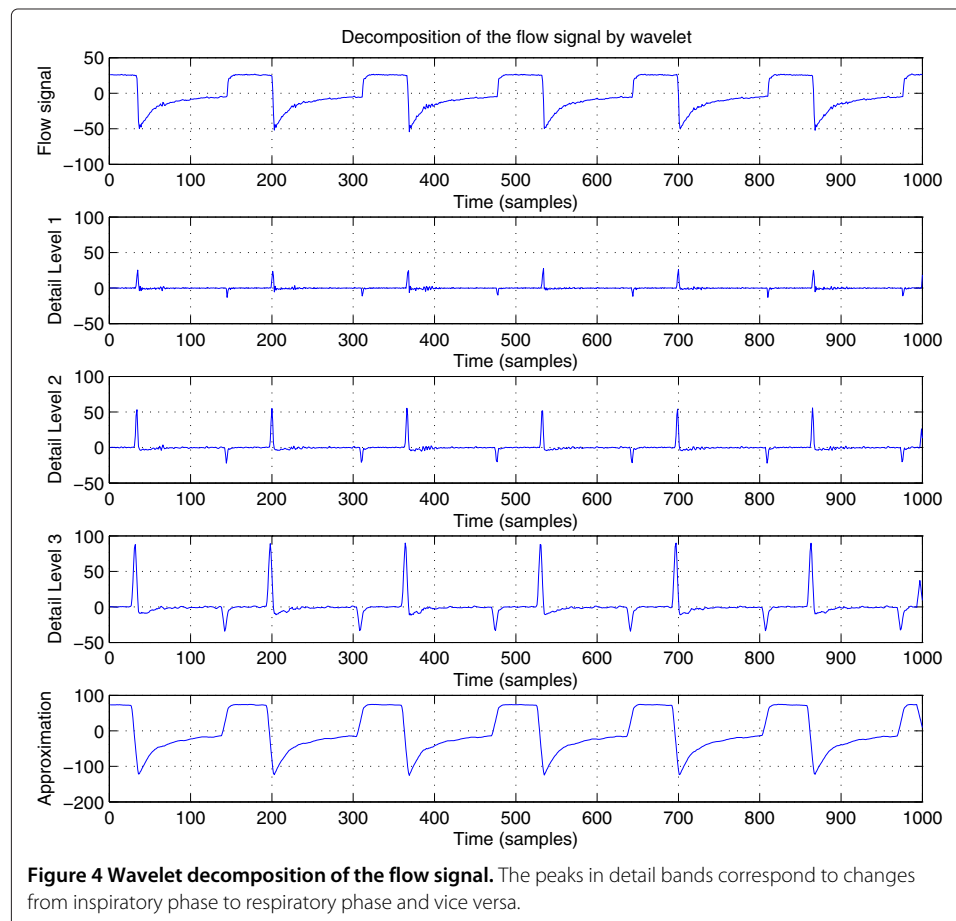 Decomposition of the flow signal by wavelet
Flow signal
50
0
−50
−100
0 100 200 300 400 500 600 700 800 900 1000
Time (samples)
Detail Level 1
100
50
0
−50
0 100 200 300 400 500 600 700 800 900 1000
Time (samples)
Detail Level 2
100
50
0
−50
0 100 200 300 400 500 600 700 800 900 1000
Time (samples)
Detail Level 3
100
50
0
−50
0 100 200 300 400 500 600 700 800 900 1000
Time (samples)
Approximation
100
0
−100
−200
0 100 200 300 400 500 600 700 800 900 1000
Time (samples)
Figure 4 Wavelet decomposition of the flow signal. The peaks in detail bands correspond to changes
from inspiratory phase to respiratory phase and vice versa.